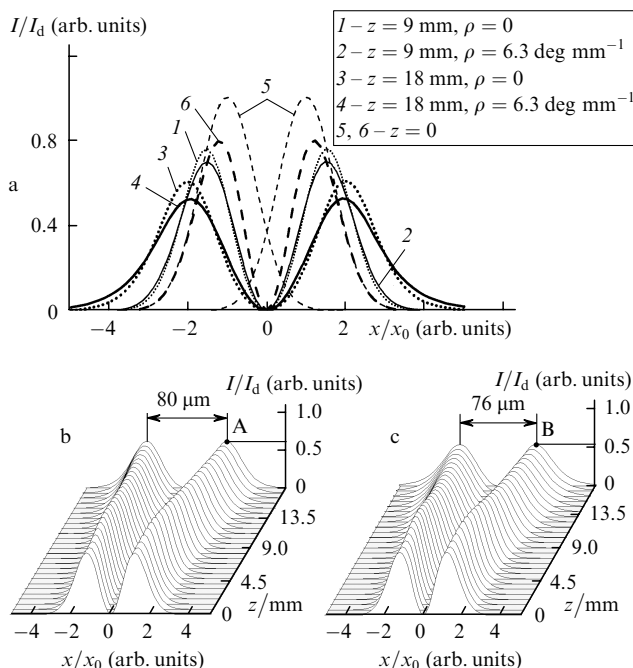 I/I_d (arb. units)
1 – z = 9 mm, ρ = 0
2 – z = 9 mm, ρ = 6.3 deg mm⁻¹
3 – z = 18 mm, ρ = 0
4 – z = 18 mm, ρ = 6.3 deg mm⁻¹
5, 6 – z = 0
5
6
1
0.8
3
a
4
0.4
2
0
−4 −2 0 2 x/x₀ (arb. units)
I/I_d (arb. units)
80 μm
1.0
b
A
0.5
0
13.5
9.0
4.5
z/mm
0
−4 −2 0 2 4
x/x₀ (arb. units)
I/I_d (arb. units)
76 μm
1.0
c
B
0.5
0
13.5
9.0
4.5
z/mm
0
−4 −2 0 2 4
x/x₀ (arb. units)